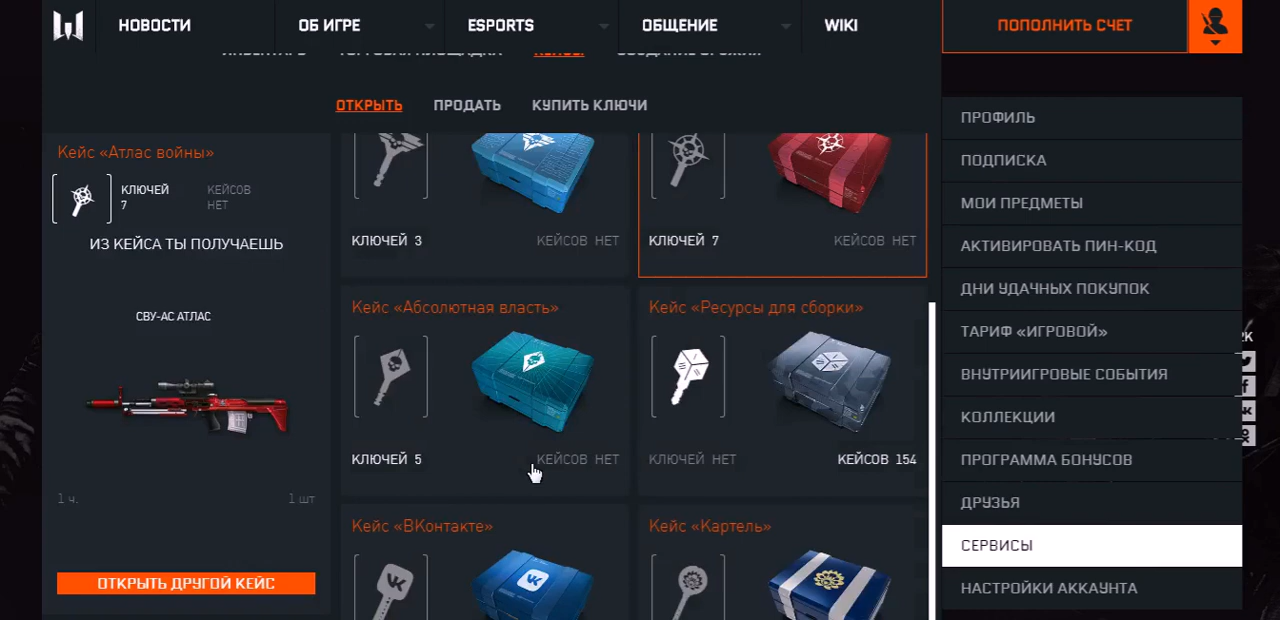 НОВОСТИ
ОБ ИГРЕ
ESPORTS
ОБЩЕНИЕ
WIKI
ПОПОЛНИТЬ СЧЕТ
ОТКРЫТЬ
ПРОДАТЬ
КУПИТЬ КЛЮЧИ
Кейс «Атлас войны»
КЛЮЧЕЙ
7
КЕЙСОВ
НЕТ
ИЗ КЕЙСА ТЫ ПОЛУЧАЕШЬ
СВУ-АС АТЛАС
1 ч.
1 шт
ОТКРЫТЬ ДРУГОЙ КЕЙС
КЛЮЧЕЙ 3
КЕЙСОВ НЕТ
КЛЮЧЕЙ 7
КЕЙСОВ НЕТ
Кейс «Абсолютная власть»
КЛЮЧЕЙ 5
КЕЙСОВ НЕТ
Кейс «Ресурсы для сборки»
КЛЮЧЕЙ НЕТ
КЕЙСОВ 154
Кейс «ВКонтакте»
Кейс «Картель»
ПРОФИЛЬ
ПОДПИСКА
МОИ ПРЕДМЕТЫ
АКТИВИРОВАТЬ ПИН-КОД
ДНИ УДАЧНЫХ ПОКУПОК
ТАРИФ «ИГРОВОЙ»
ВНУТРИИГРОВЫЕ СОБЫТИЯ
КОЛЛЕКЦИИ
ПРОГРАММА БОНУСОВ
ДРУЗЬЯ
СЕРВИСЫ
НАСТРОЙКИ АККАУНТА